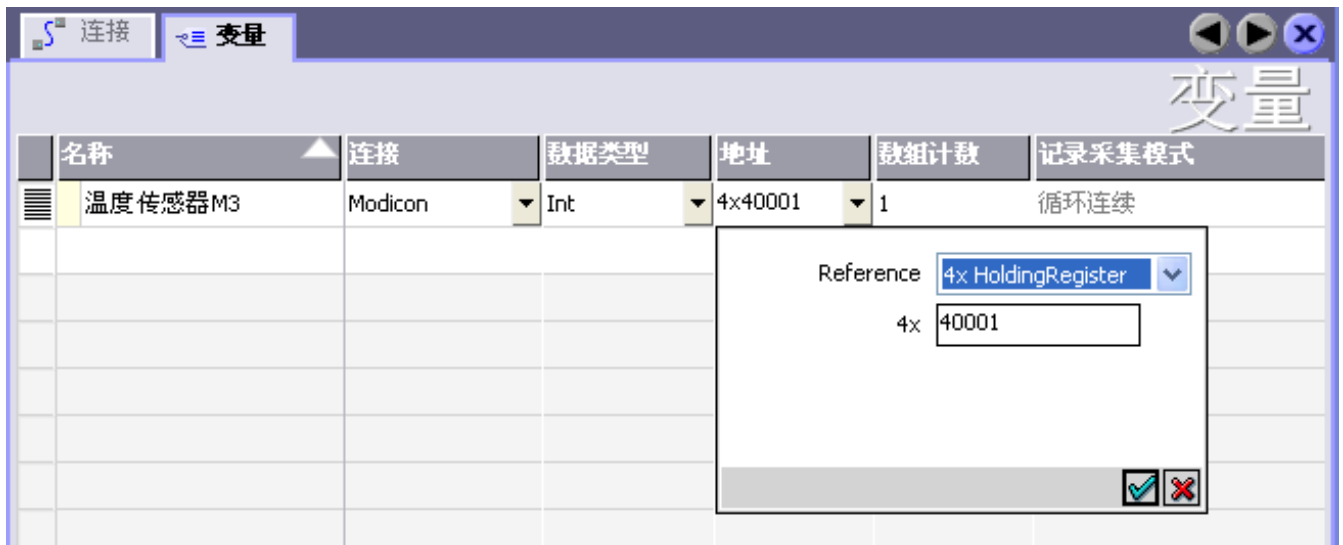 连接 变量
变量
名称 连接 数据类型 地址 数组计数 记录采集模式
温度传感器M3 Modicon Int 4x40001 1 循环连续
Reference 4x HoldingRegister
4x 40001